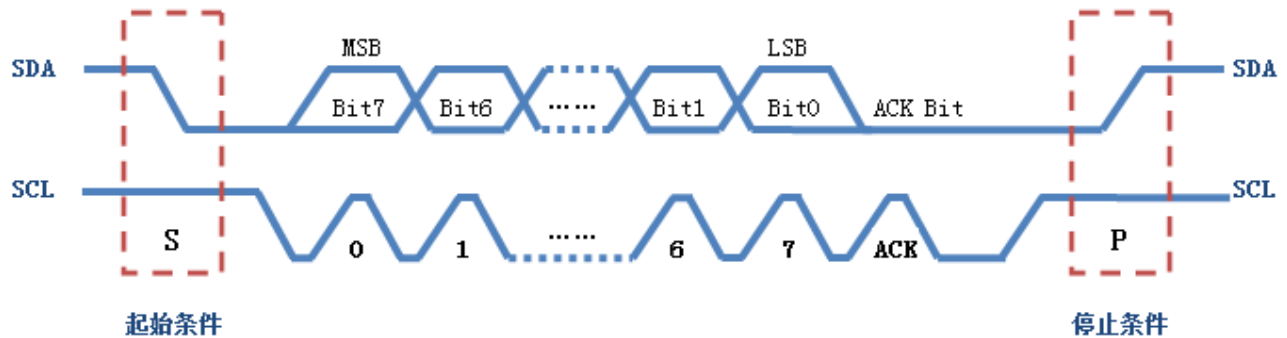 MSB LSB
SDA SDA
Bit7 Bit6 …… Bit1 Bit0 ACK Bit
SCL SCL
S 0 1 …… 6 7 ACK P
起始条件 停止条件